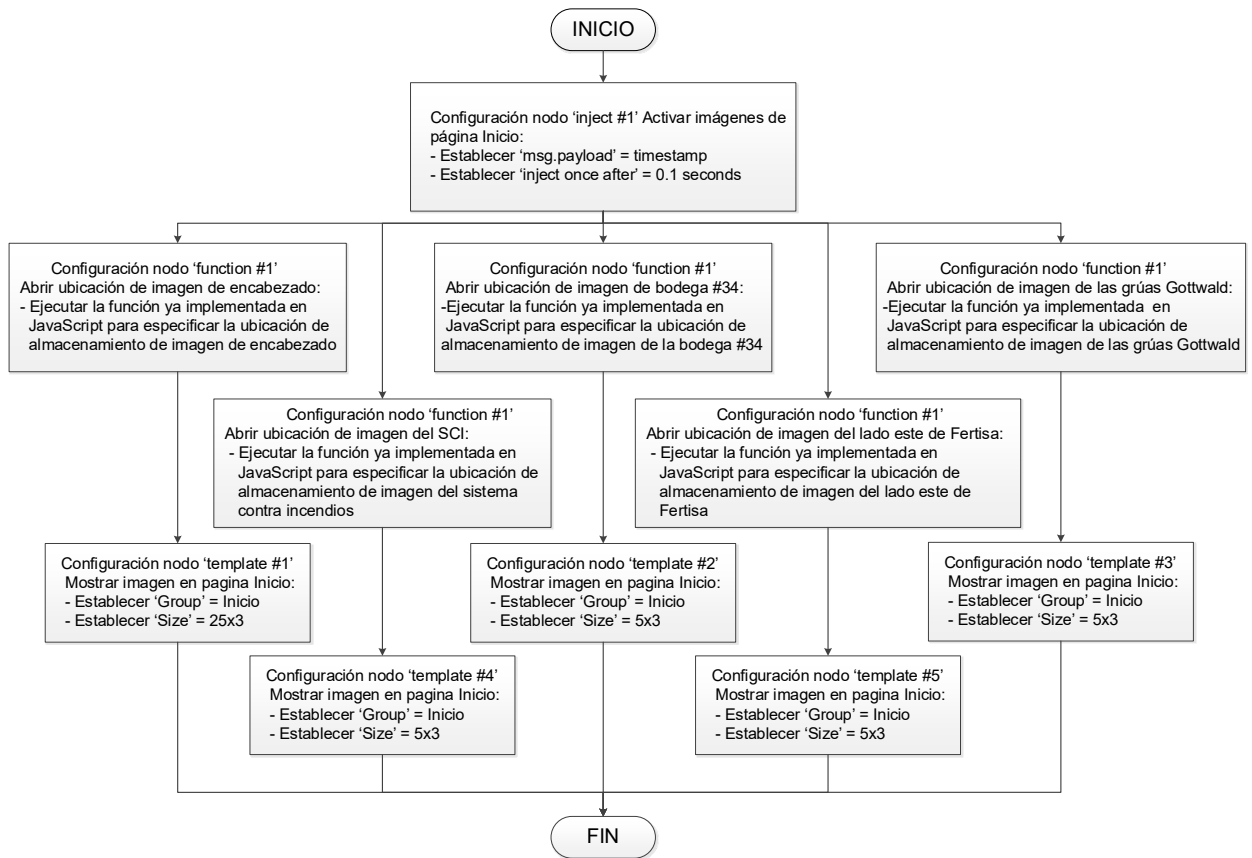 INICIO
Configuración nodo ‘inject #1’ Activar imágenes de
página Inicio:
- Establecer ‘msg.payload’ = timestamp
- Establecer ‘inject once after’ = 0.1 seconds
Configuración nodo ‘function #1’
Abrir ubicación de imagen de encabezado:
- Ejecutar la función ya implementada en
JavaScript para especificar la ubicación de
almacenamiento de imagen de encabezado
Configuración nodo ‘function #1’
Abrir ubicación de imagen de bodega #34:
-Ejecutar la función ya implementada en
JavaScript para especificar la ubicación de
almacenamiento de imagen de la bodega #34
Configuración nodo ‘function #1’
Abrir ubicación de imagen de las grúas Gottwald:
-Ejecutar la función ya implementada en
JavaScript para especificar la ubicación de
almacenamiento de imagen de las grúas Gottwald
Configuración nodo ‘function #1’
Abrir ubicación de imagen del SCI:
- Ejecutar la función ya implementada en
JavaScript para especificar la ubicación de
almacenamiento de imagen del sistema
contra incendios
Configuración nodo ‘function #1’
Abrir ubicación de imagen del lado este de Fertisa:
- Ejecutar la función ya implementada en
JavaScript para especificar la ubicación de
almacenamiento de imagen del lado este de
Fertisa
Configuración nodo ‘template #1’
Mostrar imagen en pagina Inicio:
- Establecer ‘Group’ = Inicio
- Establecer ‘Size’ = 25x3
Configuración nodo ‘template #2’
Mostrar imagen en pagina Inicio:
- Establecer ‘Group’ = Inicio
- Establecer ‘Size’ = 5x3
Configuración nodo ‘template #3’
Mostrar imagen en pagina Inicio:
- Establecer ‘Group’ = Inicio
- Establecer ‘Size’ = 5x3
Configuración nodo ‘template #4’
Mostrar imagen en pagina Inicio:
- Establecer ‘Group’ = Inicio
- Establecer ‘Size’ = 5x3
Configuración nodo ‘template #5’
Mostrar imagen en pagina Inicio:
- Establecer ‘Group’ = Inicio
- Establecer ‘Size’ = 5x3
FIN